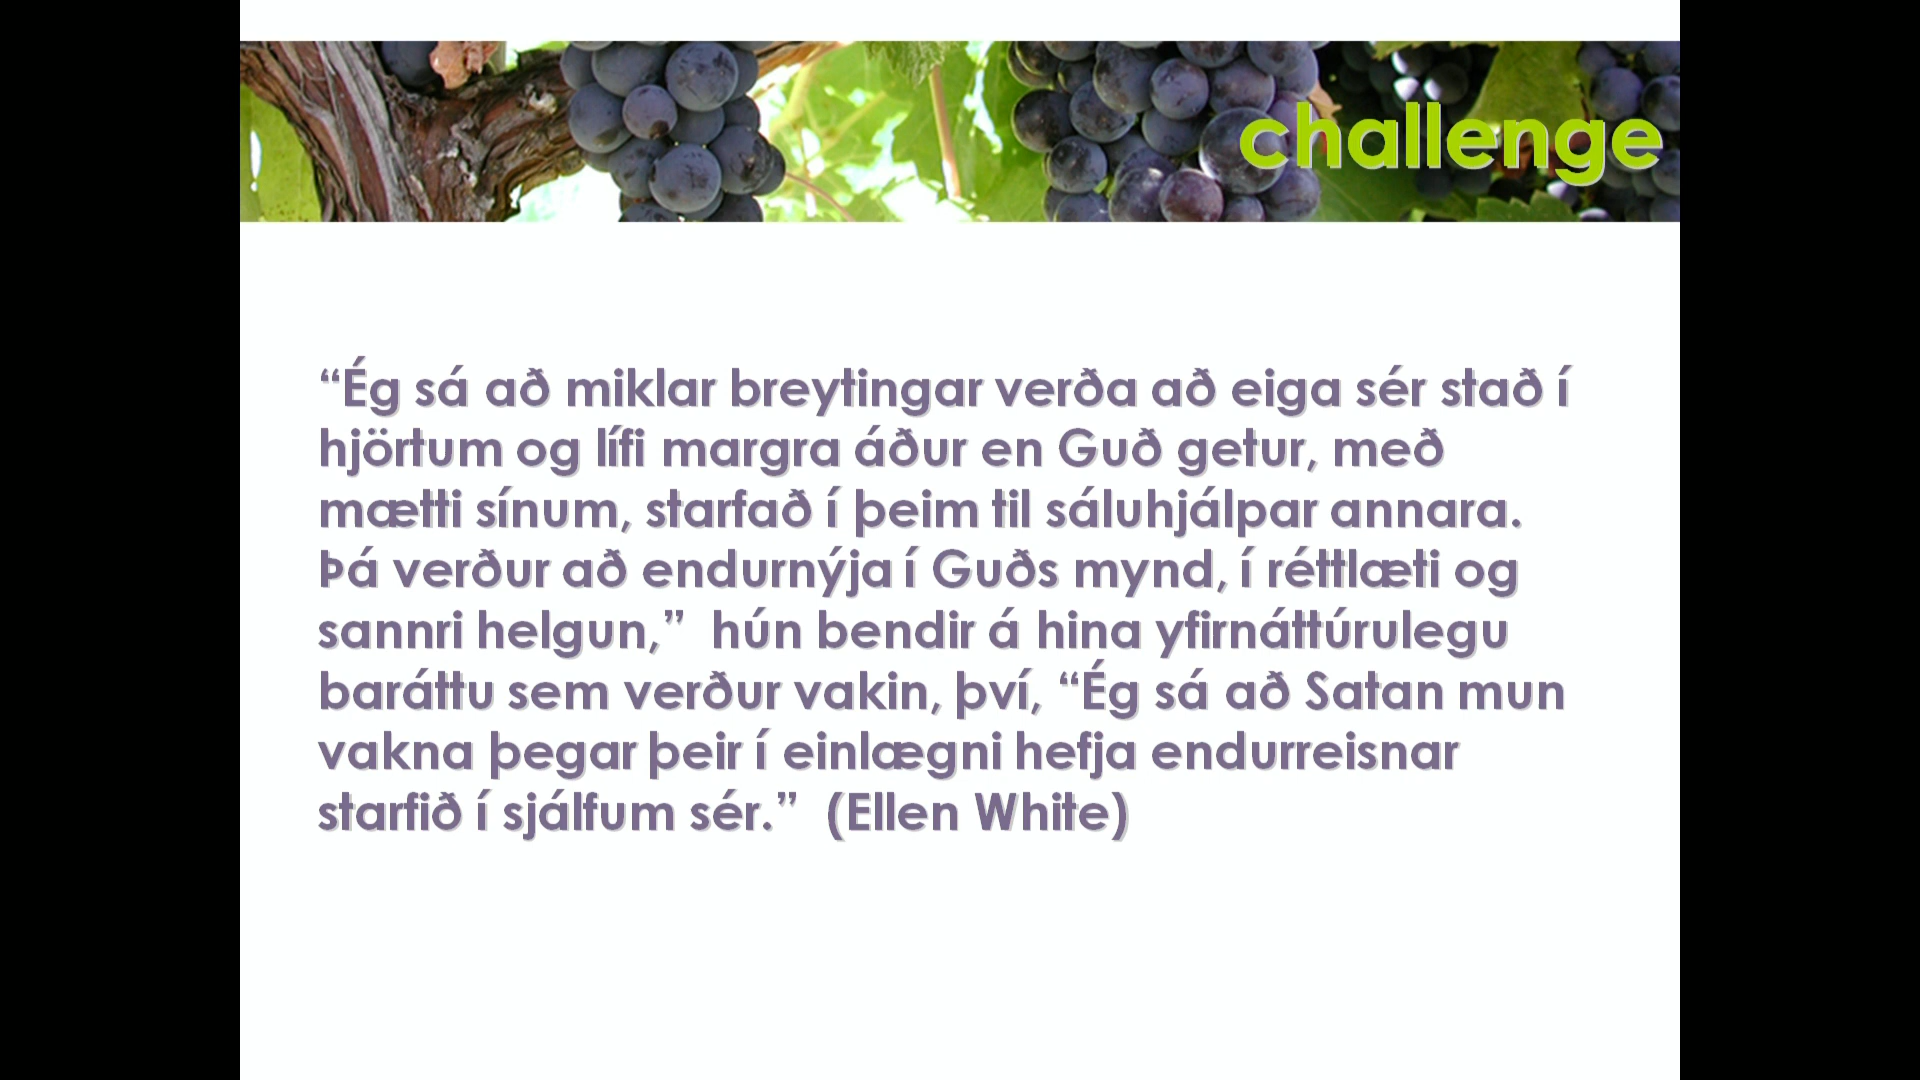 challenge
“Ég sá að miklar breytingar verða að eiga sér stað í
hjörtum og lífi margra áður en Guð getur, með
mætti sínum, starfað í þeim til sáluhjálpar annara.
Þá verður að endurnýja í Guðs mynd, í réttlæti og
sannri helgun,”  hún bendir á hina yfirnáttúrulegu
baráttu sem verður vakin, því, “Ég sá að Satan mun
vakna þegar þeir í einlægni hefja endurreisnar
starfið í sjálfum sér.”  (Ellen White)